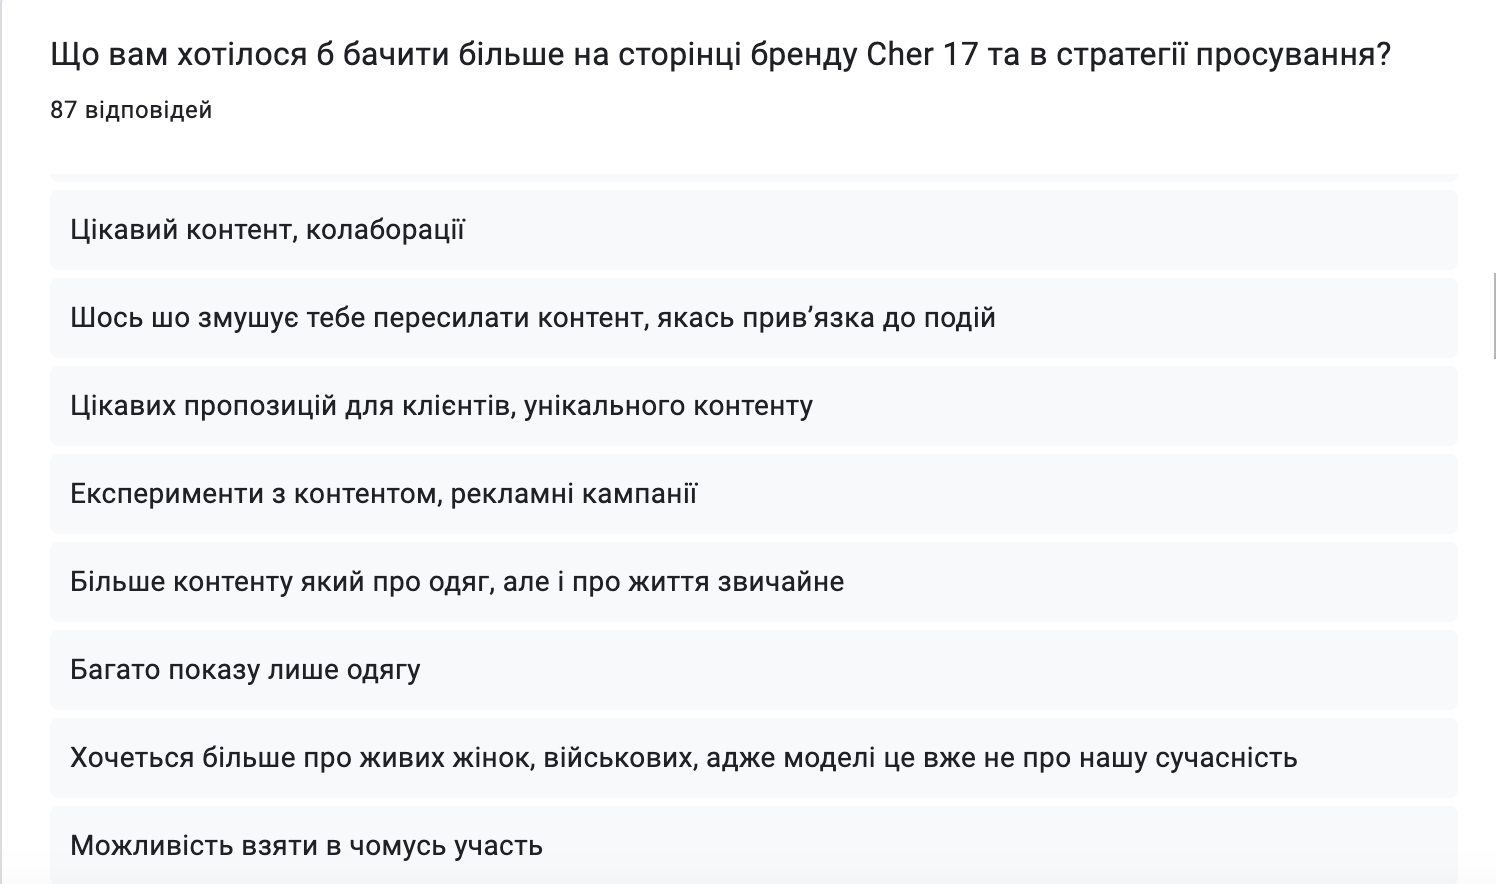 Що вам хотілося б бачити більше на сторінці бренду Cher 17 та в стратегії просування?
87 відповідей
Цікавий контент, колаборації
Шось шо змушує тебе пересилати контент, якась прив’язка до подій
Цікавих пропозицій для клієнтів, унікального контенту
Експерименти з контентом, рекламні кампанії
Більше контенту який про одяг, але і про життя звичайне
Багато показу лише одягу
Хочеться більше про живих жінок, військових, адже моделі це вже не про нашу сучасність
Можливість взяти в чомусь участь